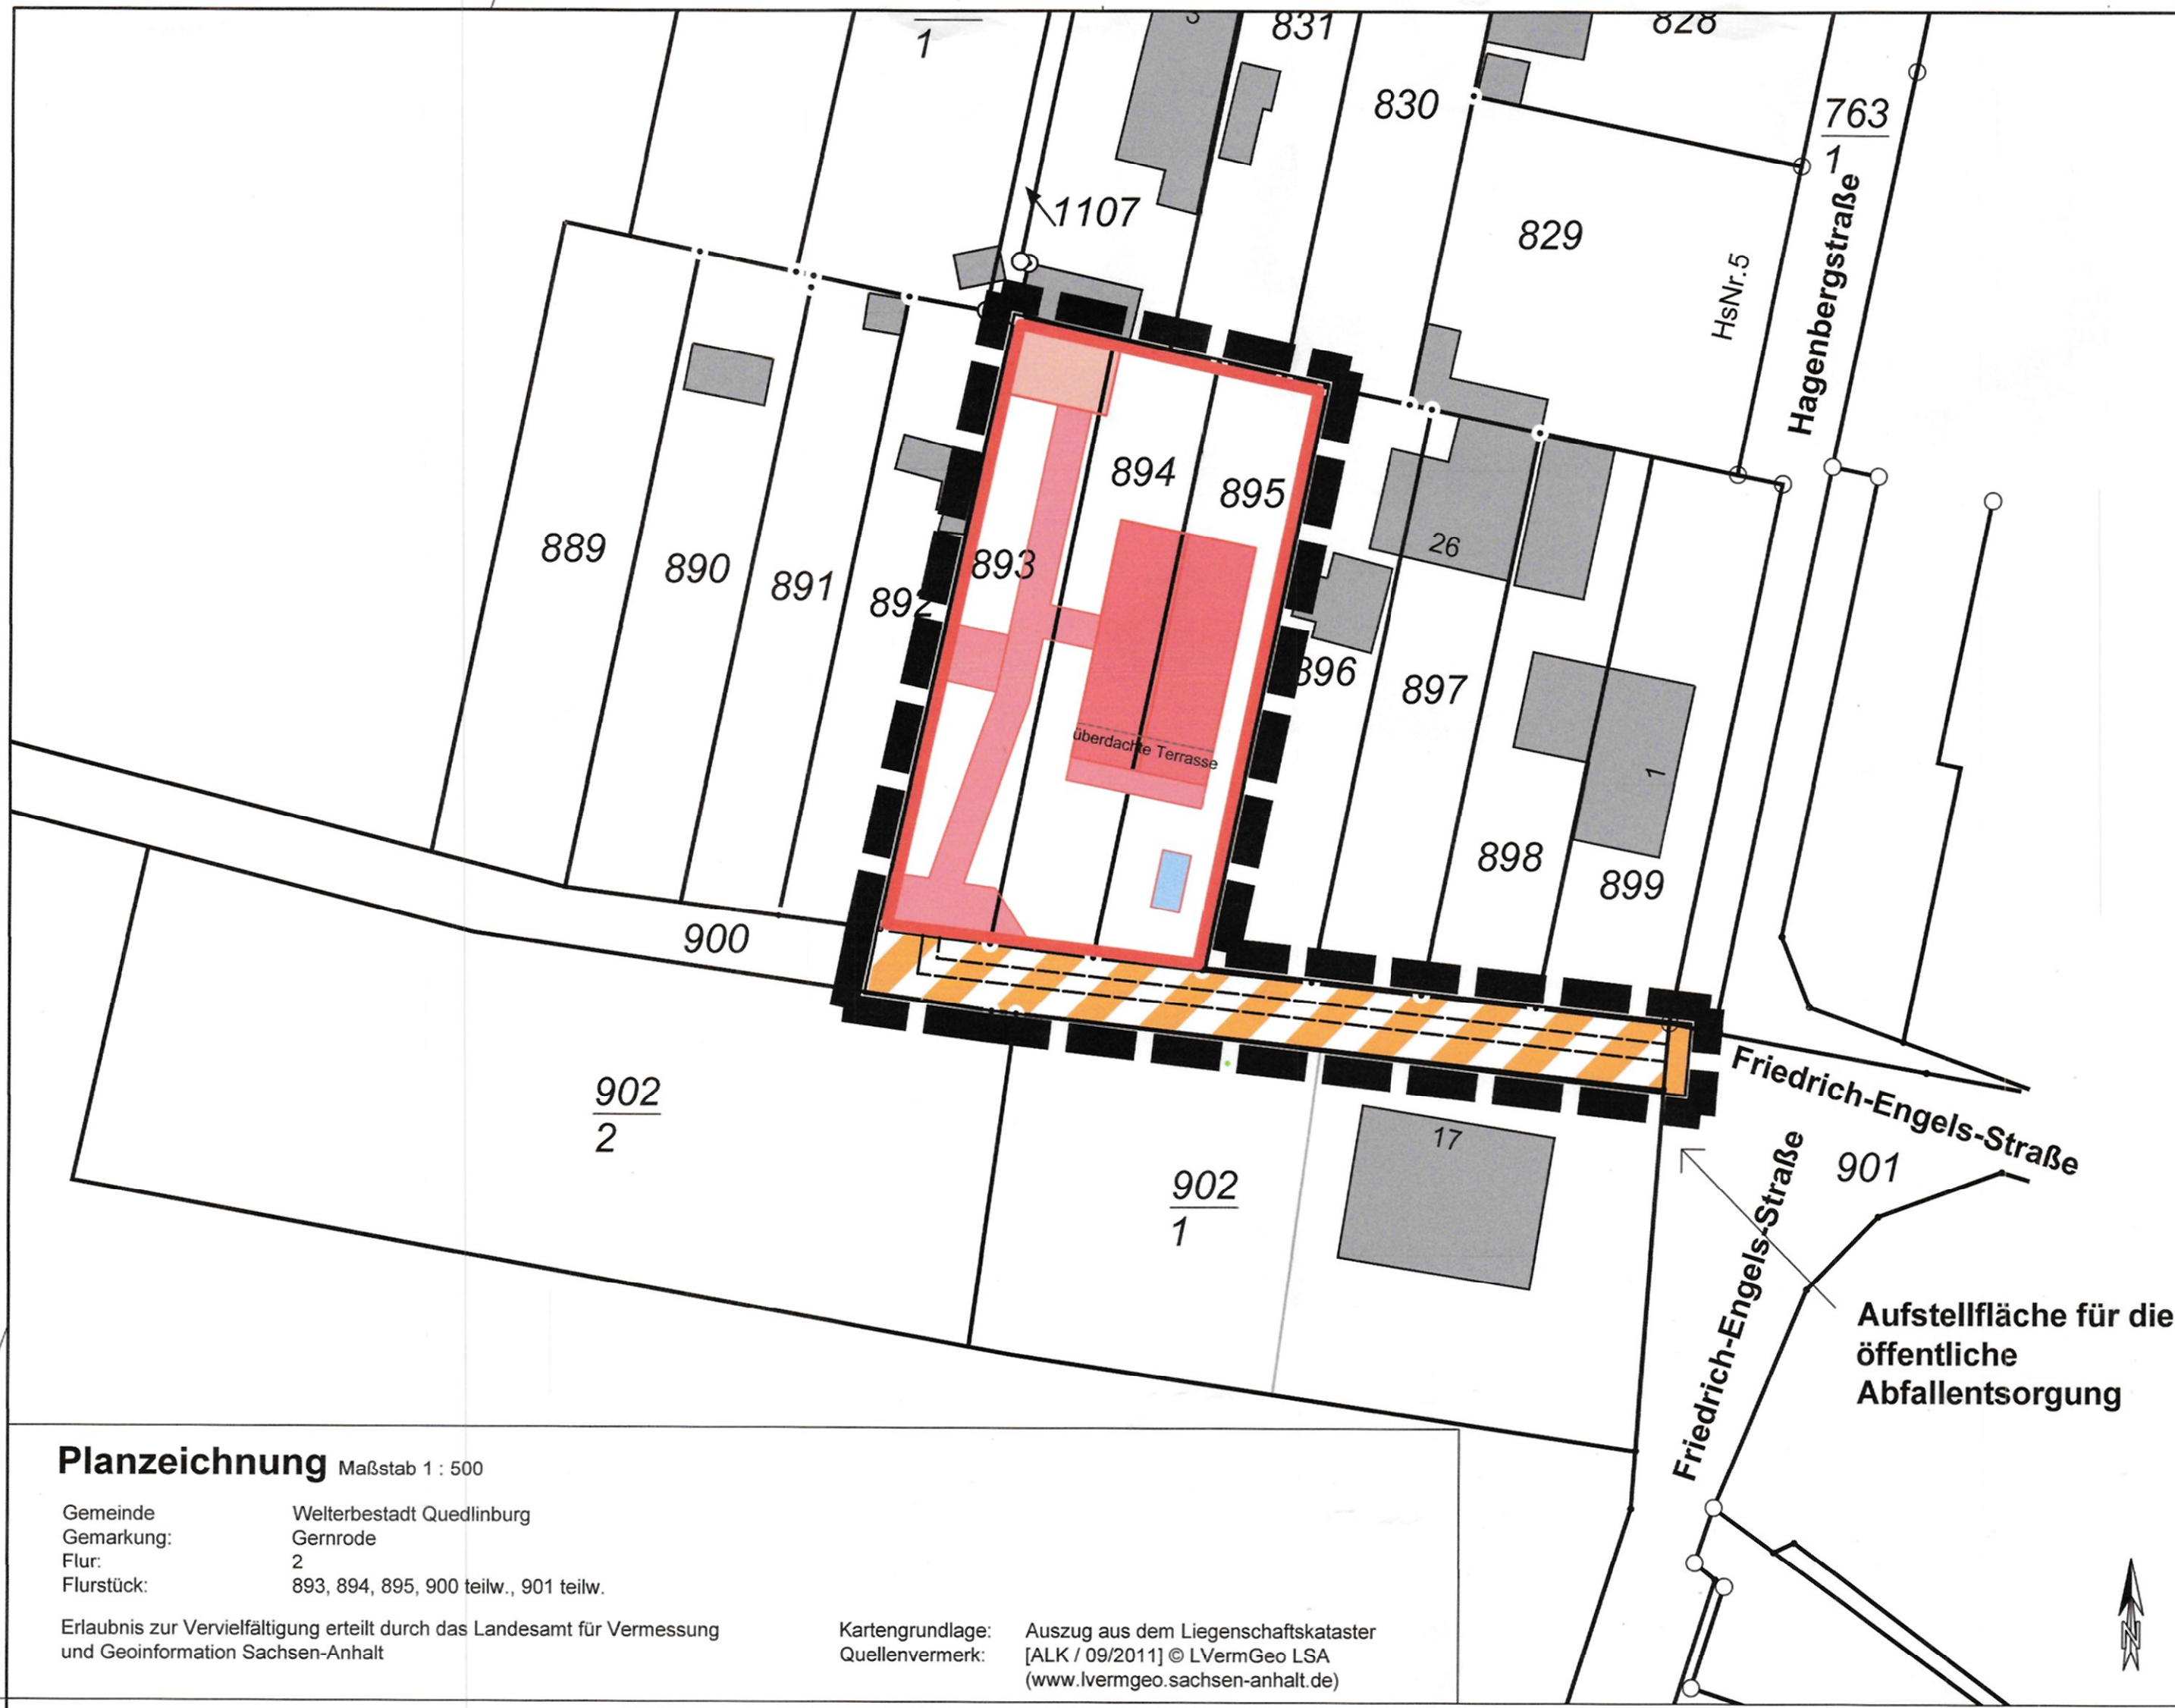 1
3
831
828
830
763
1
1107
829
HsNr.5
Hagenbergstraße
894
895
889
890
891
892
893
26
896
897
überdachte Terrasse
1
898
899
900
Friedrich-Engels-Straße
902
2
17
902
1
901
Friedrich-Engels-Straße
Aufstellfläche für die
öffentliche
Abfallentsorgung
Planzeichnung Maßstab 1 : 500
Gemeinde Welterbestadt Quedlinburg
Gemarkung: Gernrode
Flur: 2
Flurstück: 893, 894, 895, 900 teilw., 901 teilw.
Erlaubnis zur Vervielfältigung erteilt durch das Landesamt für Vermessung
und Geoinformation Sachsen-Anhalt
Kartengrundlage: Auszug aus dem Liegenschaftskataster
Quellenvermerk: [ALK / 09/2011] © LVermGeo LSA
(www.lvermgeo.sachsen-anhalt.de)
N